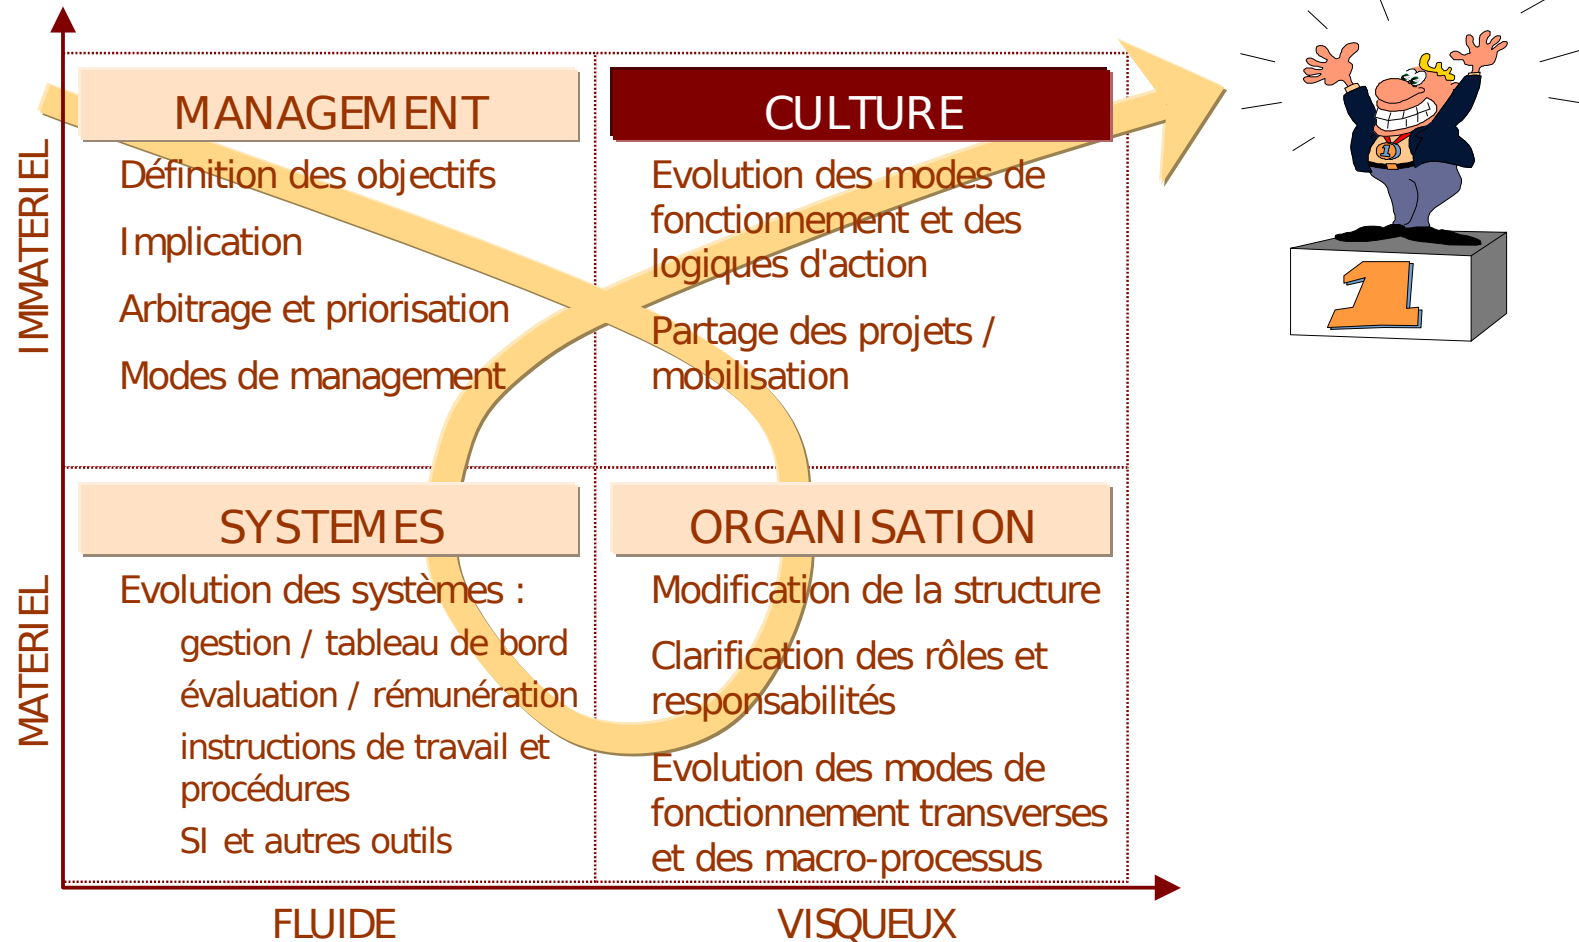 MANAGEMENT
Définition des objectifs
Implication
Arbitrage et priorisation
Modes de management
CULTURE
Evolution des modes de
fonctionnement et des
logiques d'action
Partage des projets /
mobilisation
1
1
IMMATERIEL
SYSTEMES
Evolution des systèmes :
gestion / tableau de bord
évaluation / rémunération
instructions de travail et
procédures
SI et autres outils
ORGANISATION
Modification de la structure
Clarification des rôles et
responsabilités
Evolution des modes de
fonctionnement transverses
et des macro-processus
MATERIEL
FLUIDE
VISQUEUX